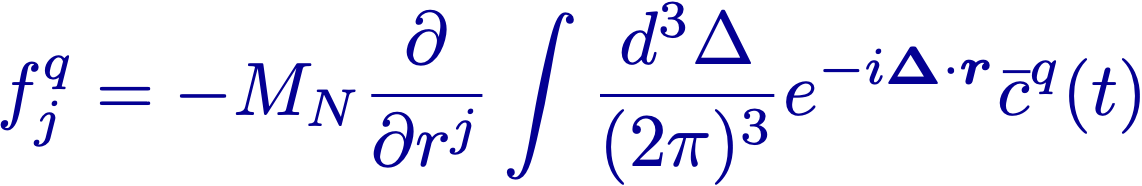 $f_j^q = -M_N \frac{\partial}{\partial r^j} \int \frac{d^3\Delta}{(2\pi)^3} e^{-i\boldsymbol{\Delta}\cdot\boldsymbol{r}} \bar{c}^q(t)$